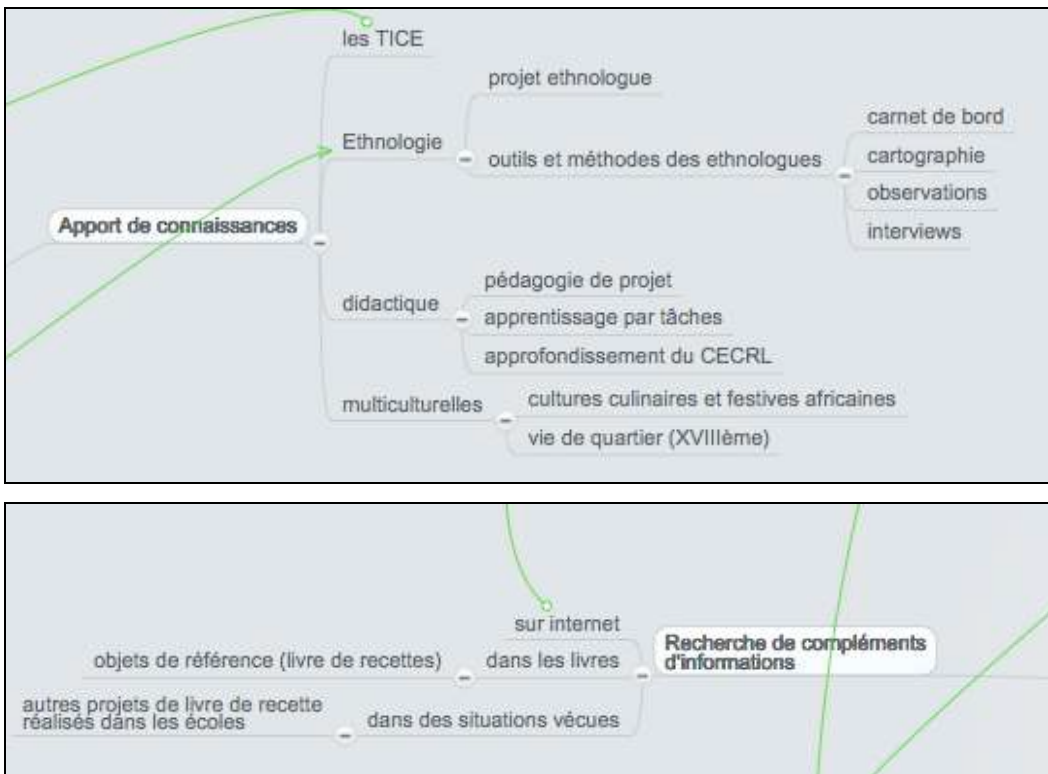 les TICE
projet ethnologue
carnet de bord
Ethnologie
outils et méthodes des ethnologues
cartographie
observations
interviews
Apport de connaissances
didactique
pédagogie de projet
apprentissage par tâches
approfondissement du CECRL
multiculturelles
cultures culinaires et festives africaines
vie de quartier (XVIIIème)
sur internet
Recherche de compléments
d'informations
objets de référence (livre de recettes)
dans les livres
autres projets de livre de recette
réalisés dans les écoles
dans des situations vécues